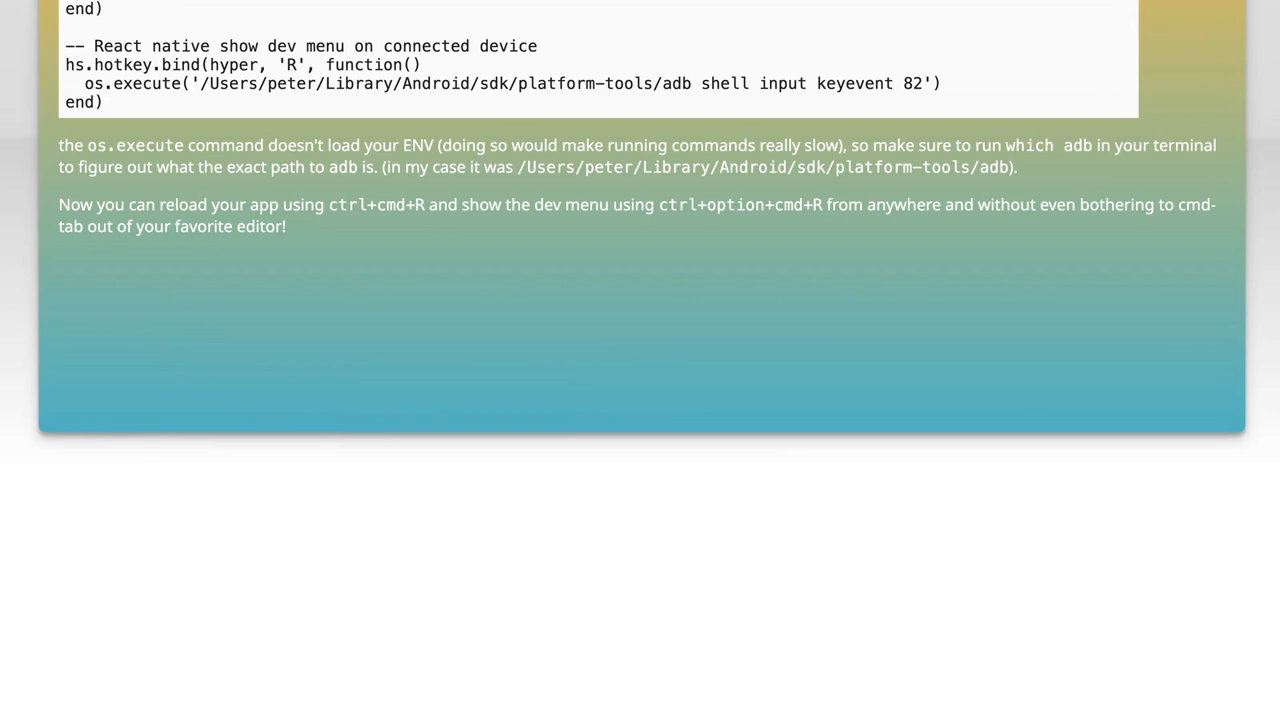 end)
-- React native show dev menu on connected device
hs.hotkey.bind(hyper, 'R', function()
  os.execute('/Users/peter/Library/Android/sdk/platform-tools/adb shell input keyevent 82')
end)
the os.execute command doesn't load your ENV (doing so would make running commands really slow), so make sure to run which adb in your terminal
to figure out what the exact path to adb is. (in my case it was /Users/peter/Library/Android/sdk/platform-tools/adb).
Now you can reload your app using ctrl+cmd+R and show the dev menu using ctrl+option+cmd+R from anywhere and without even bothering to cmd-
tab out of your favorite editor!